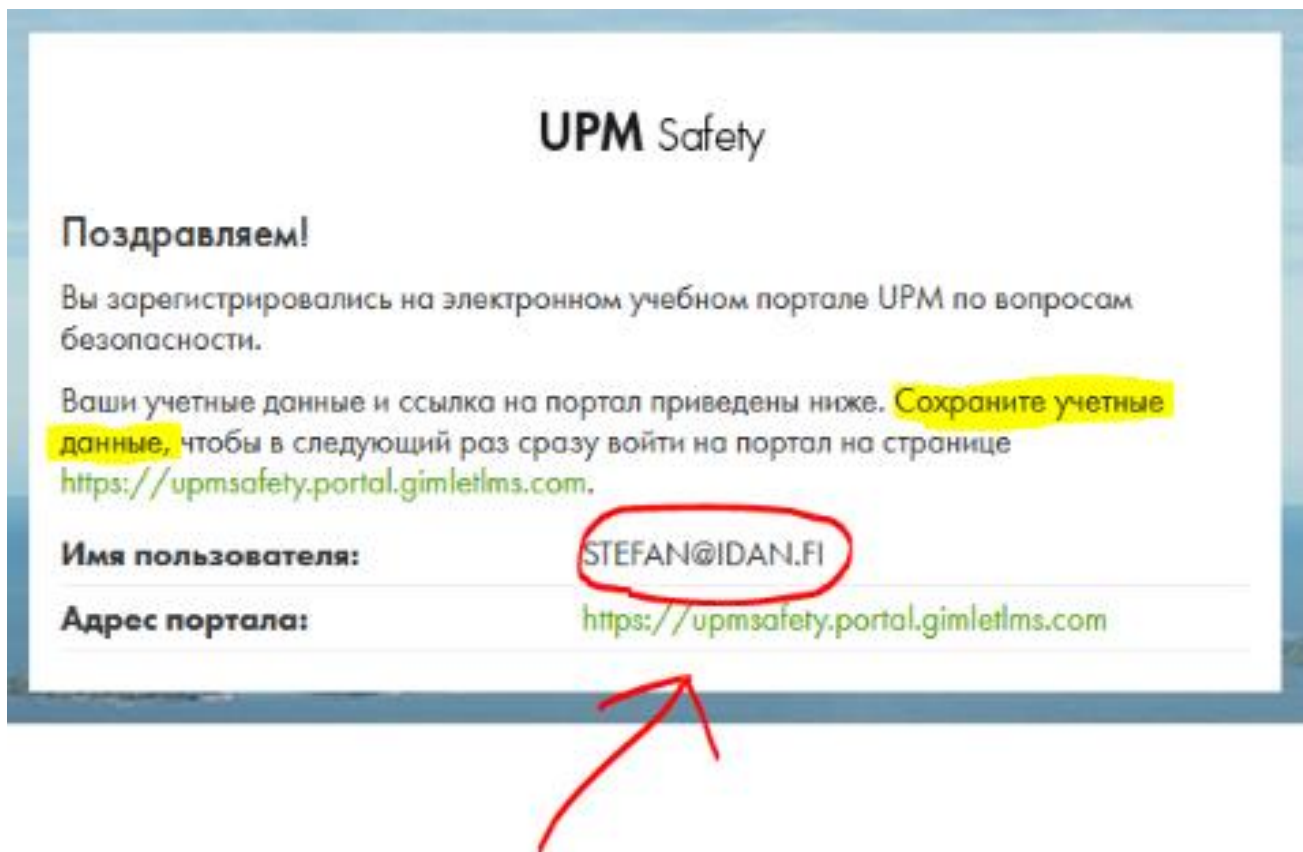 UPM Safety
Поздравляем!
Вы зарегистрировались на электронном учебном портале UPM по вопросам
безопасности.
Ваши учетные данные и ссылка на портал приведены ниже. Сохраните учетные
данные, чтобы в следующий раз сразу войти на портал на странице
https://upmsafety.portal.gimletlms.com.
Имя пользователя: STEFAN@IDAN.FI
Адрес портала: https://upmsafety.portal.gimletlms.com